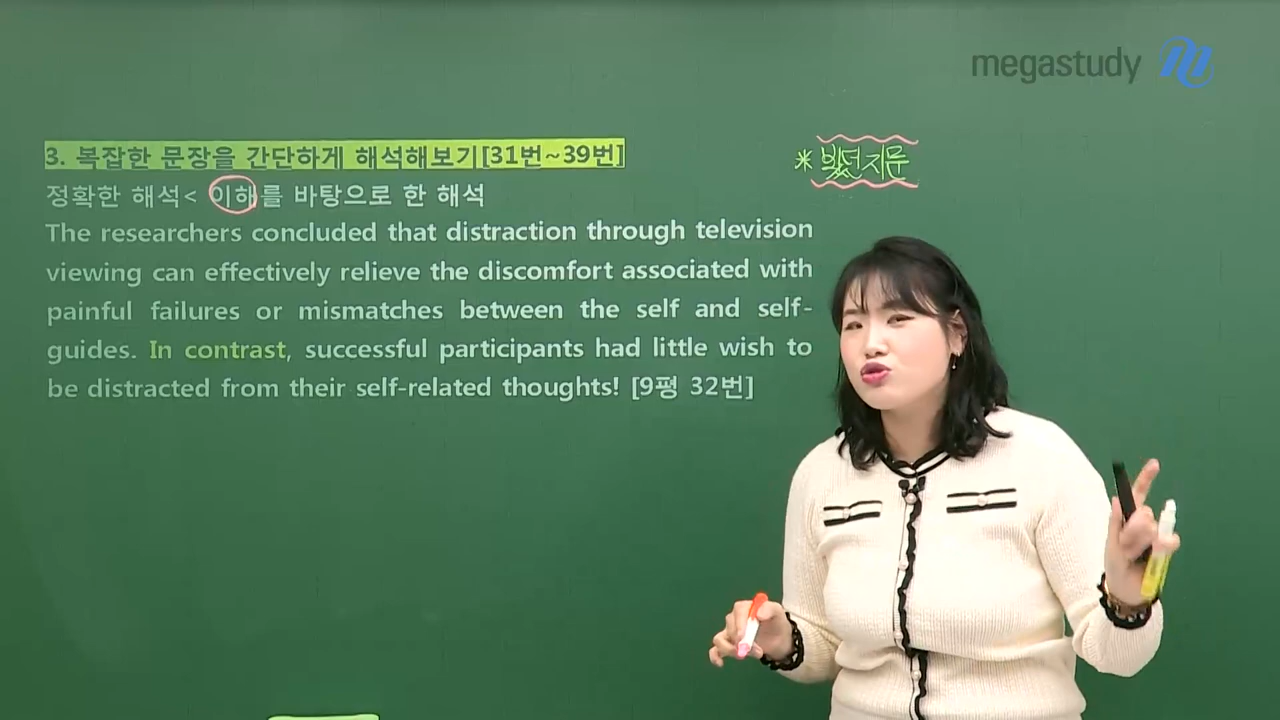 megastudy
3. 복잡한 문장을 간단하게 해석해보기[31번~39번]
* 봤던 지문
정확한 해석< 이해를 바탕으로 한 해석
The researchers concluded that distraction through television
viewing can effectively relieve the discomfort associated with
painful failures or mismatches between the self and self-
guides. In contrast, successful participants had little wish to
be distracted from their self-related thoughts! [9평 32번]